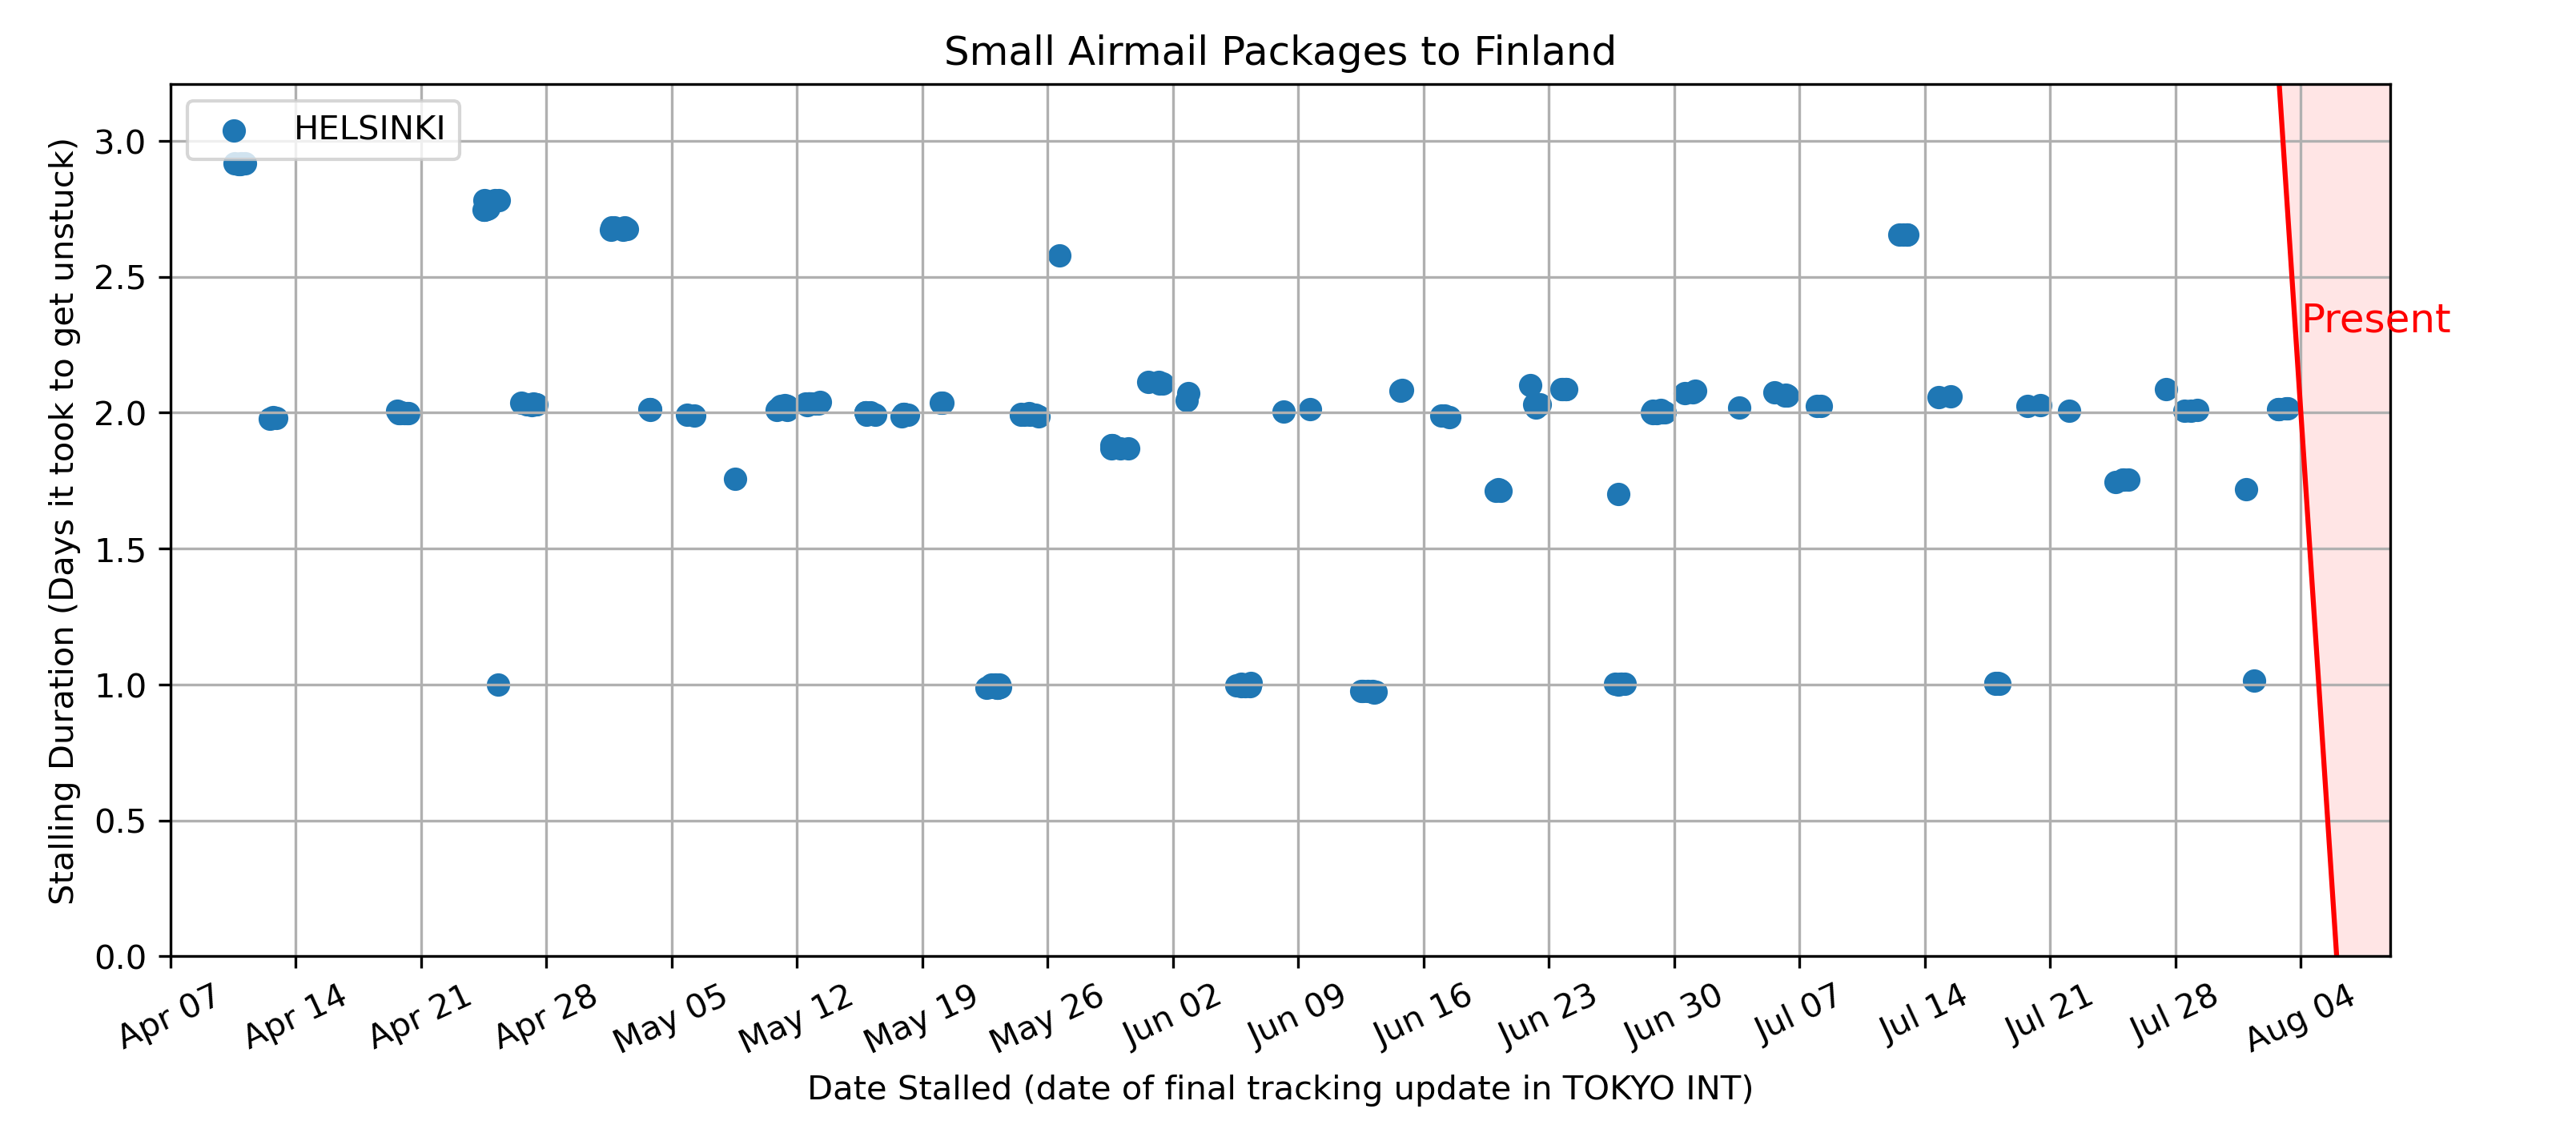 Small Airmail Packages to Finland
HELSINKI
Stalling Duration (Days it took to get unstuck)
3.0
2.5
2.0
1.5
1.0
0.5
0.0
Present
Apr 07
Apr 14
Apr 21
Apr 28
May 05
May 12
May 19
May 26
Jun 02
Jun 09
Jun 16
Jun 23
Jun 30
Jul 07
Jul 14
Jul 21
Jul 28
Aug 04
Date Stalled (date of final tracking update in TOKYO INT)